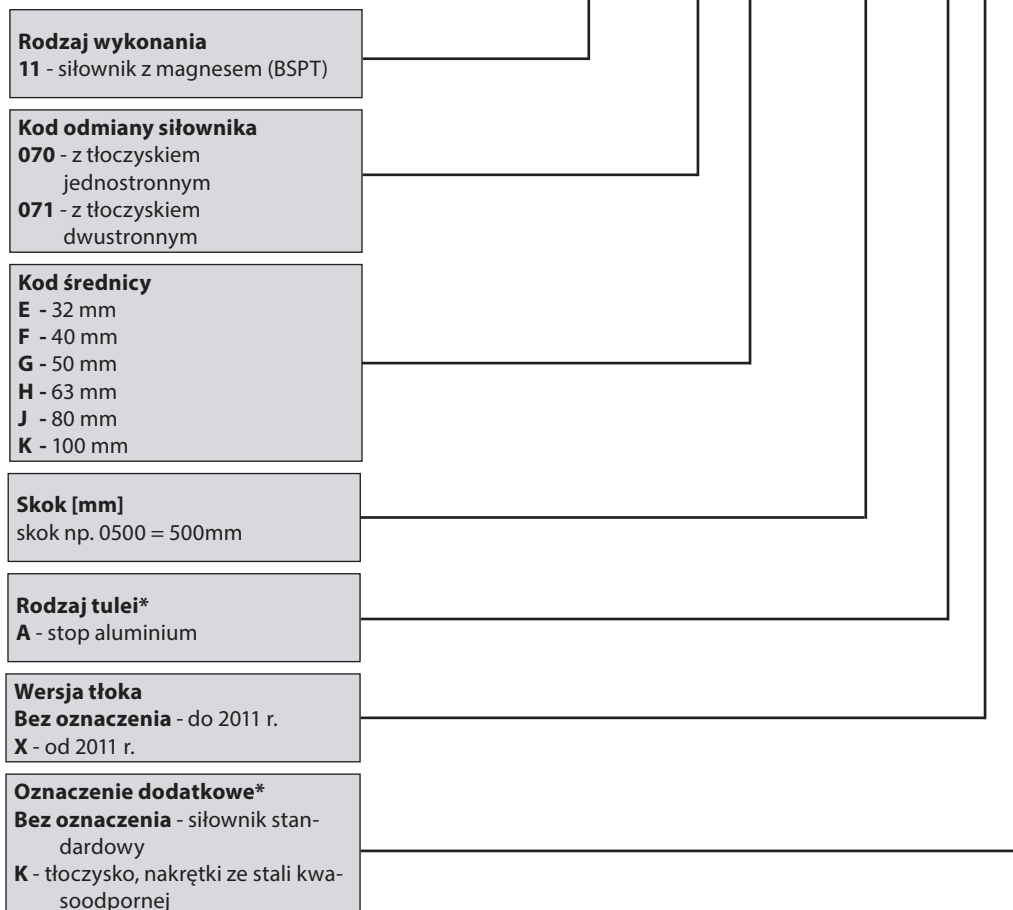 Rodzaj wykonania
11 - siłownik z magnesem (BSPT)
Kod odmiany siłownika
070 - z tłoczyskiem
jednostronnym
071 - z tłoczyskiem
dwustronnym
Kod średnicy
E - 32 mm
F - 40 mm
G - 50 mm
H - 63 mm
J - 80 mm
K - 100 mm
Skok [mm]
skok np. 0500 = 500mm
Rodzaj tulei*
A - stop aluminium
Wersja tłoka
Bez oznaczenia - do 2011 r.
X - od 2011 r.
Oznaczenie dodatkowe*
Bez oznaczenia - siłownik stan-
dardowy
K - tłoczysko, nakrętki ze stali kwa-
soodpornej